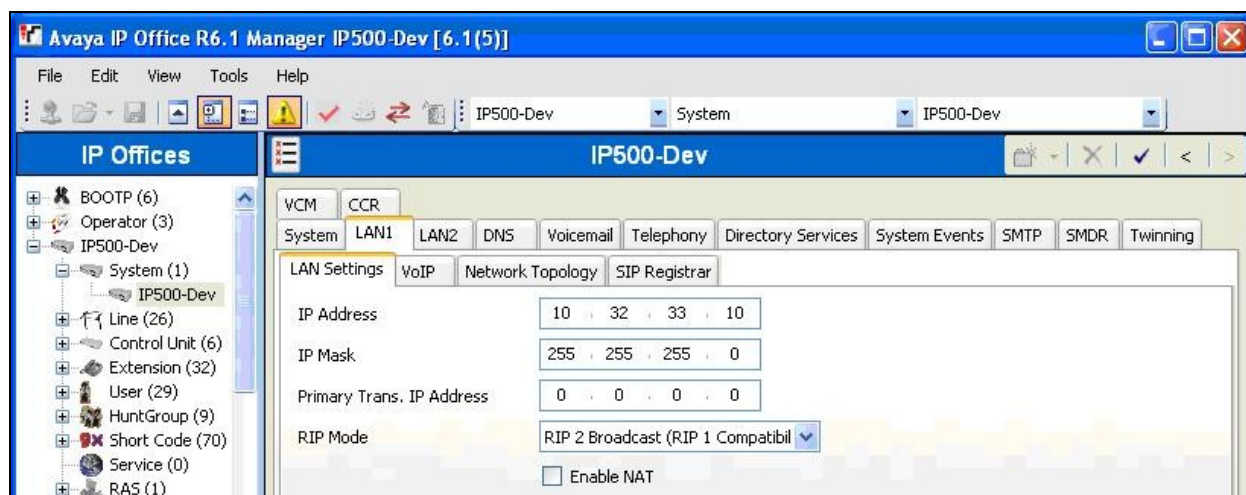 Avaya IP Office R6.1 Manager IP500-Dev [6.1(5)]
File Edit View Tools Help
IP500-Dev System IP500-Dev
IP Offices
IP500-Dev
BOOTP (6)
Operator (3)
IP500-Dev
System (1)
IP500-Dev
Line (26)
Control Unit (6)
Extension (32)
User (29)
HuntGroup (9)
Short Code (70)
Service (0)
RAS (1)
VCM CCR
System LAN1 LAN2 DNS Voicemail Telephony Directory Services System Events SMTP SMDR Twinning
LAN Settings VoIP Network Topology SIP Registrar
IP Address 10 . 32 . 33 . 10
IP Mask 255 . 255 . 255 . 0
Primary Trans. IP Address 0 . 0 . 0 . 0
RIP Mode RIP 2 Broadcast (RIP 1 Compatibil
Enable NAT